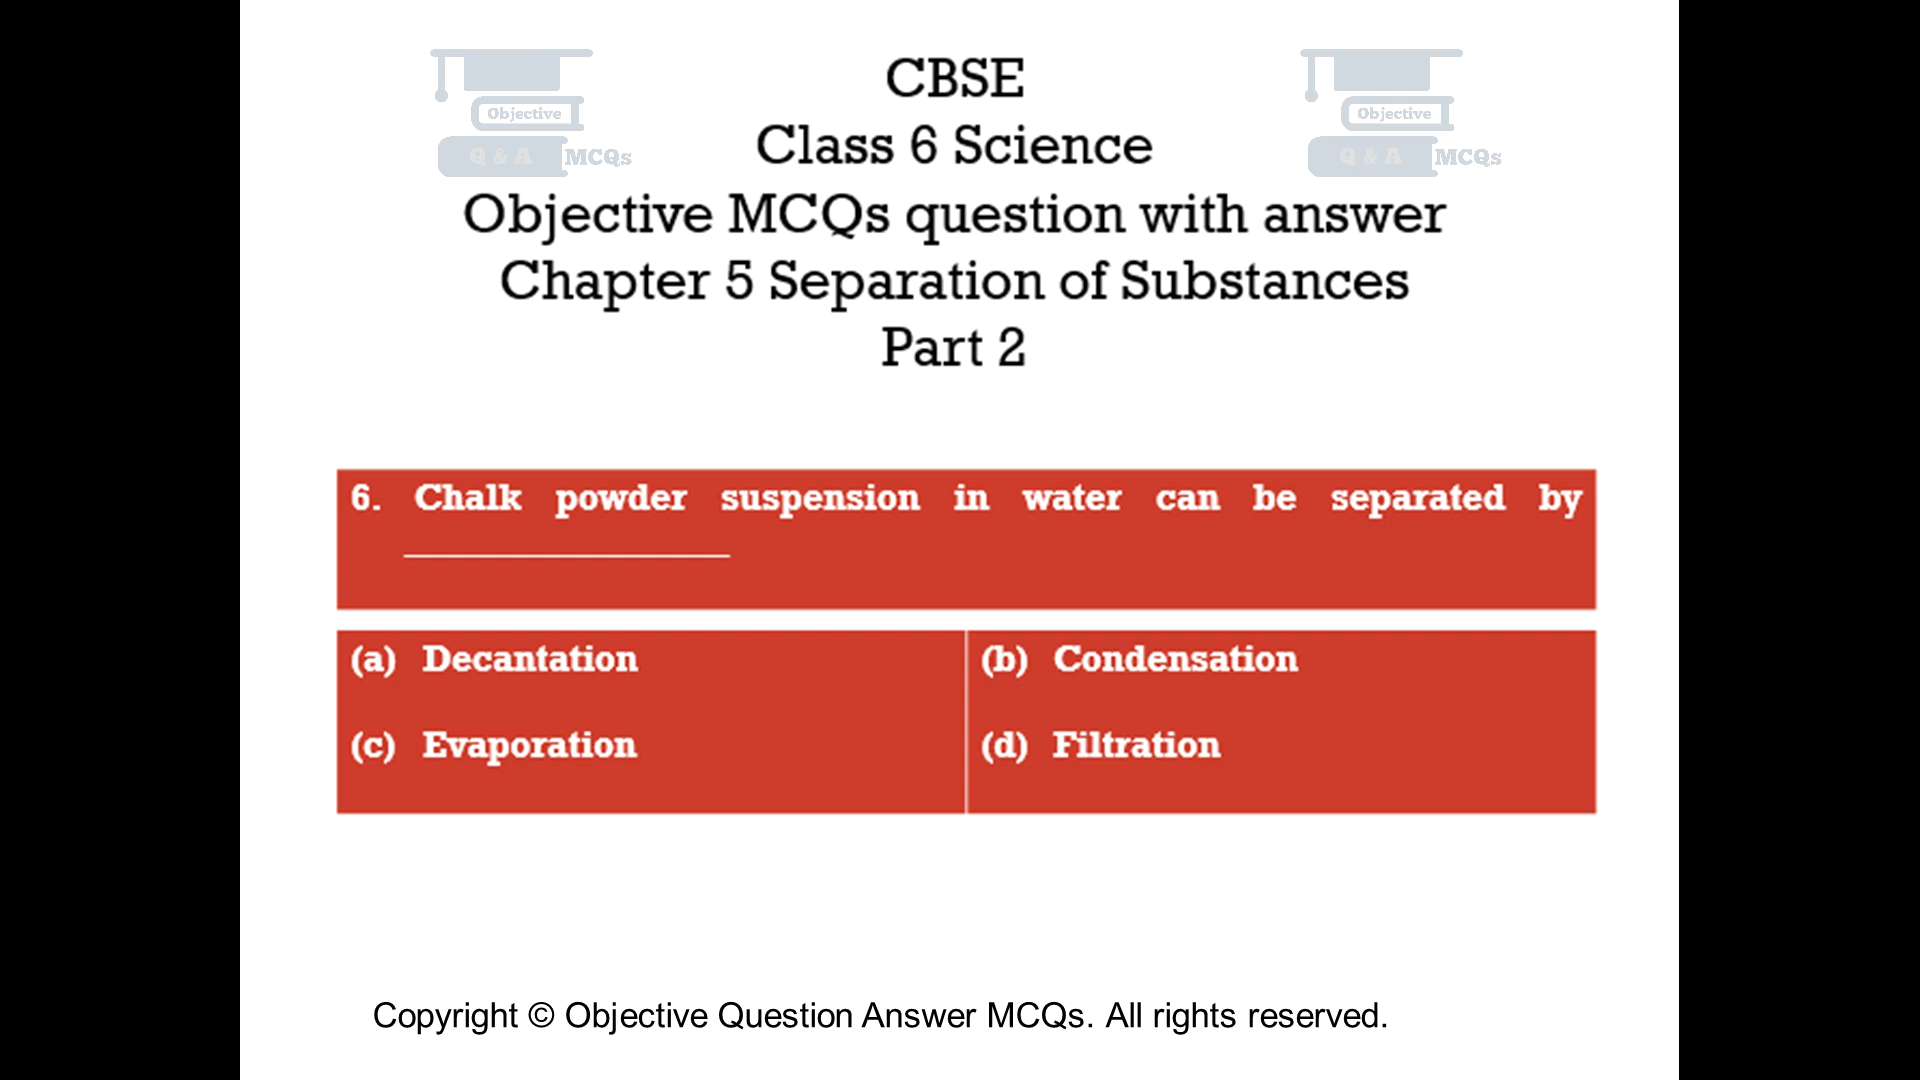 Objective
Q & A MCQs
Objective
Q & A MCQs
CBSE
Class 6 Science
Objective MCQs question with answer
Chapter 5 Separation of Substances
Part 2
6. Chalk powder suspension in water can be separated by
____________________
(a) Decantation
(b) Condensation
(c) Evaporation
(d) Filtration
Copyright © Objective Question Answer MCQs. All rights reserved.